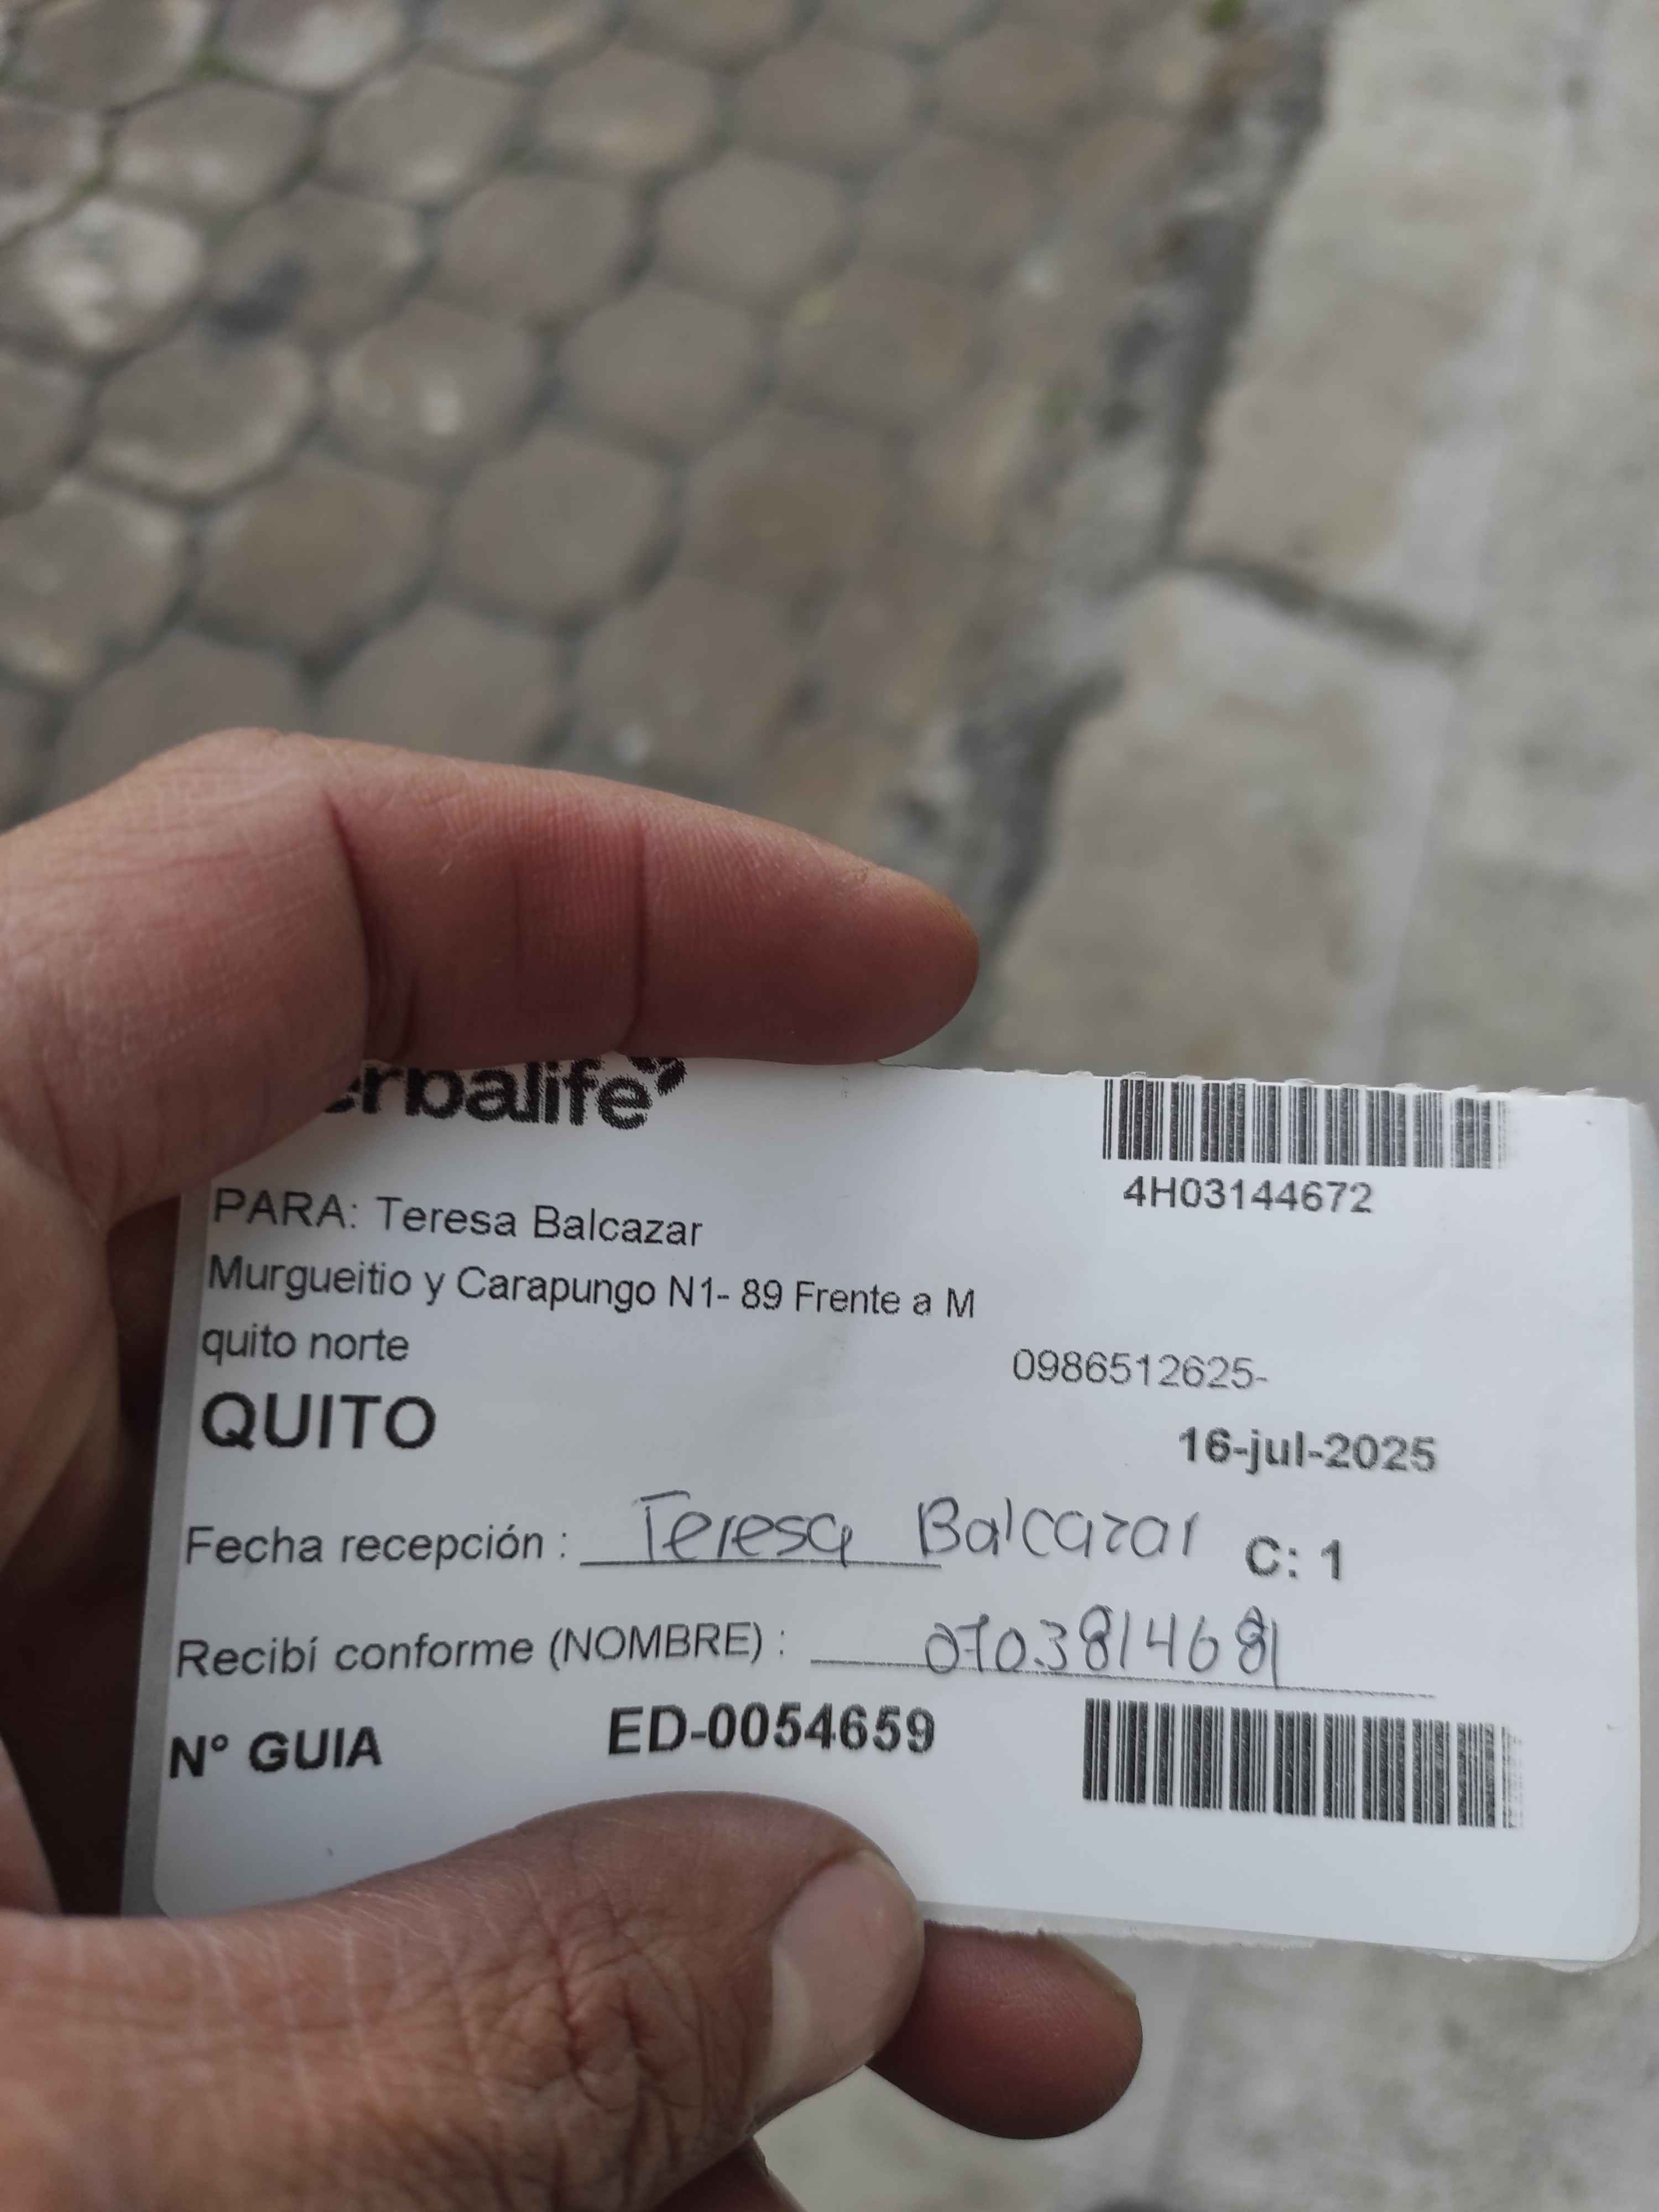 erbalife
4H03144672
PARA: Teresa Balcazar
Murgueitio y Carapungo N1- 89 Frente a M
quito norte
0986512625-
QUITO
16-jul-2025
Fecha recepción : Teresa Balcazar C: 1
Recibí conforme (NOMBRE) : 0703814681
N° GUIA ED-0054659